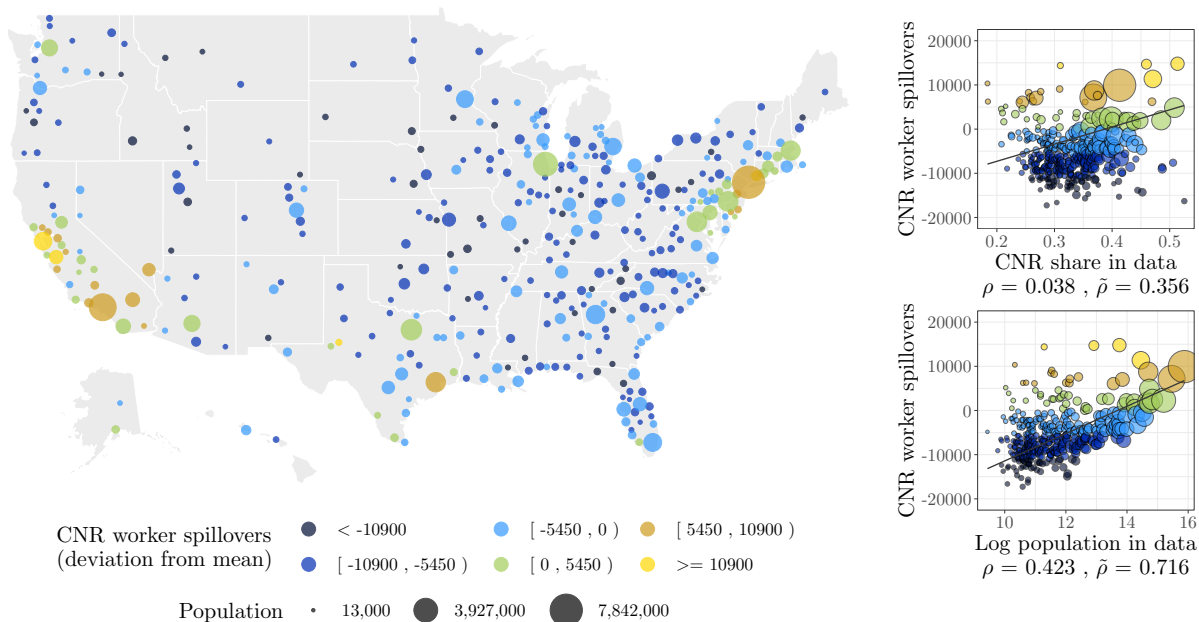 CNR worker spillovers
(deviation from mean)
< -10900
[ -10900 , -5450 )
[ -5450 , 0 )
[ 0 , 5450 )
[ 5450 , 10900 )
>= 10900
Population
13,000
3,927,000
7,842,000
CNR worker spillovers
20000
10000
0
-10000
-20000
0.2
0.3
0.4
0.5
CNR share in data
ρ = 0.038 , ρ̃ = 0.356
CNR worker spillovers
20000
10000
0
-10000
-20000
10
12
14
16
Log population in data
ρ = 0.423 , ρ̃ = 0.716